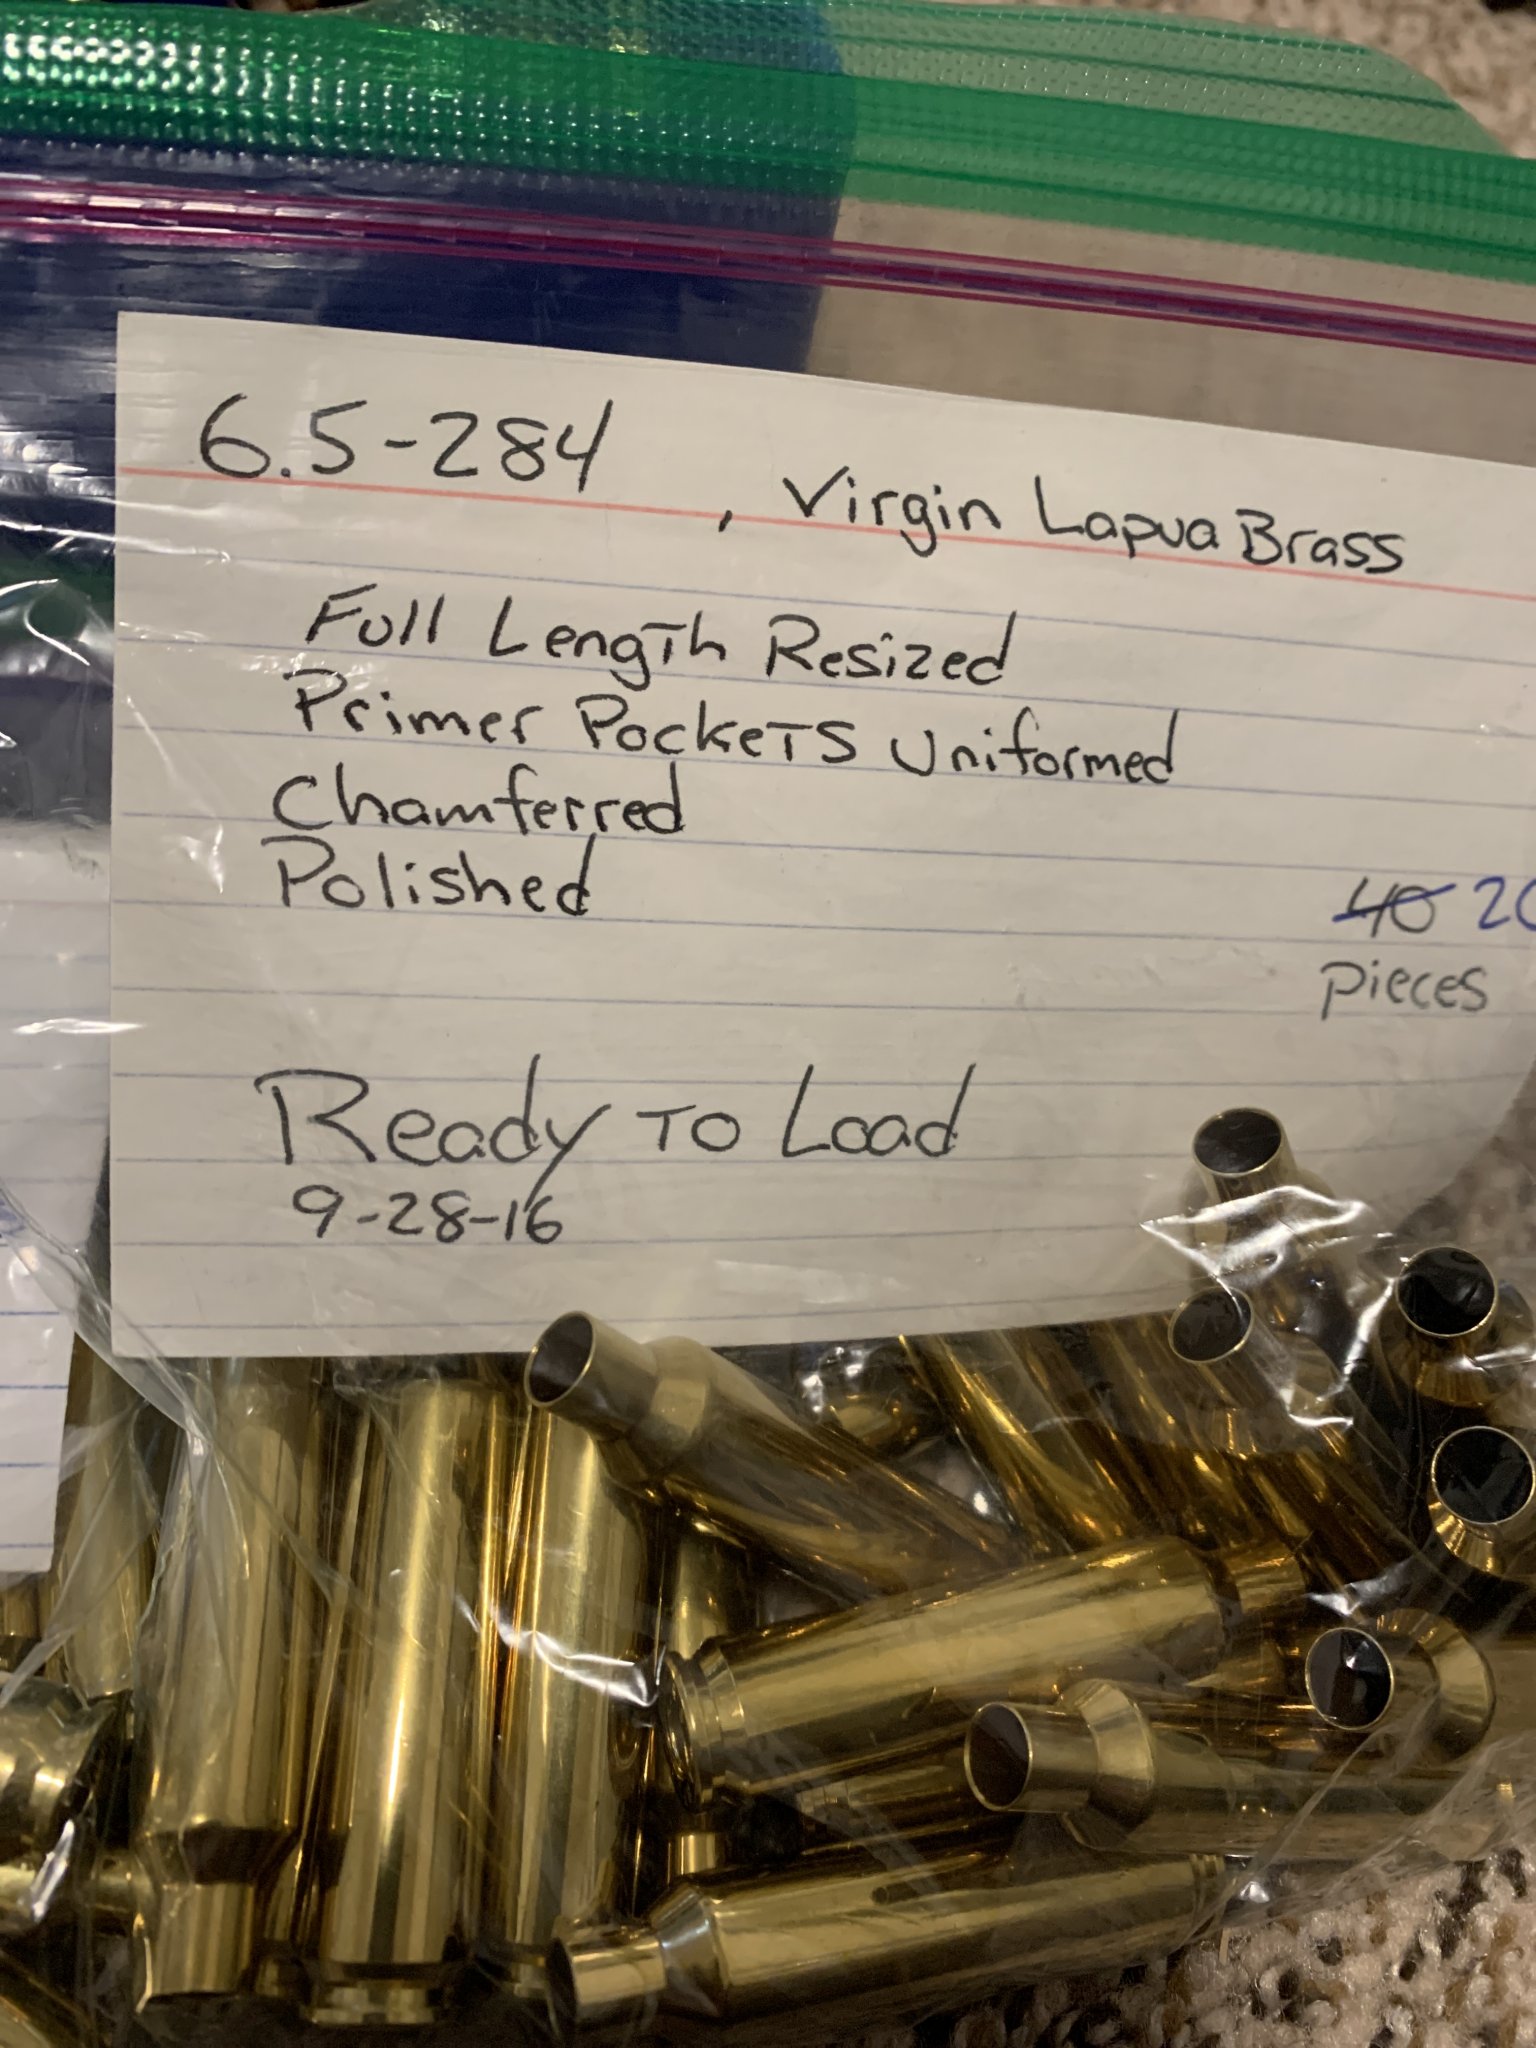 6.5-284 , Virgin Lapua Brass
Full Length Resized
Primer Pockets Uniformed
Chamferred
Polished
40 20
pieces
Ready To Load
9-28-16